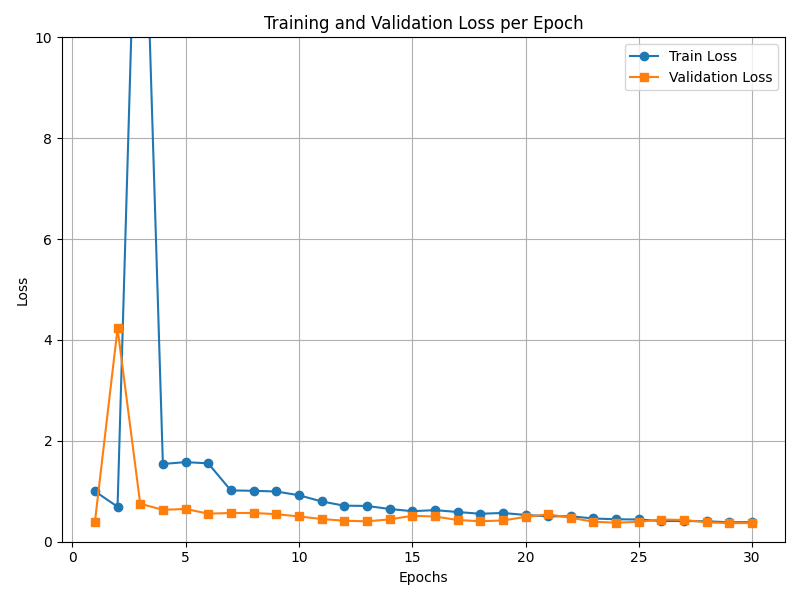 Training and Validation Loss per Epoch
Train Loss
Validation Loss
Loss
10
8
6
4
2
0
0 5 10 15 20 25 30
Epochs